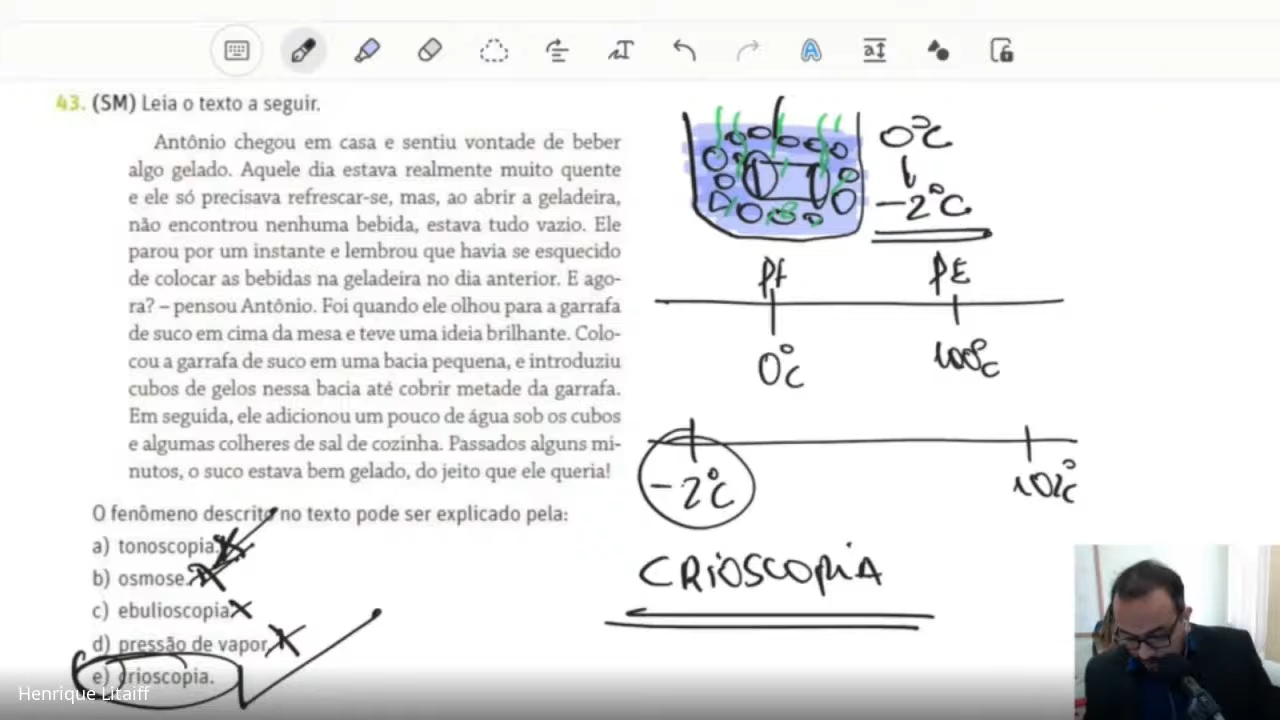 43. (SM) Leia o texto a seguir.
Antônio chegou em casa e sentiu vontade de beber
algo gelado. Aquele dia estava realmente muito quente
e ele só precisava refrescar-se, mas, ao abrir a geladeira,
não encontrou nenhuma bebida, estava tudo vazio. Ele
parou por um instante e lembrou que havia se esquecido
de colocar as bebidas na geladeira no dia anterior. E ago-
ra? – pensou Antônio. Foi quando ele olhou para a garrafa
de suco em cima da mesa e teve uma ideia brilhante. Colo-
cou a garrafa de suco em uma bacia pequena, e introduziu
cubos de gelos nessa bacia até cobrir metade da garrafa.
Em seguida, ele adicionou um pouco de água sob os cubos
e algumas colheres de sal de cozinha. Passados alguns mi-
nutos, o suco estava bem gelado, do jeito que ele queria!
O fenômeno descrito no texto pode ser explicado pela:
a) tonoscopia.
b) osmose.
c) ebulioscopia.
d) pressão de vapor.
e) crioscopia.
0°C
-2°C
PF PE
0°C 100°C
-2°C 102°C
CRIOSCOPIA
Henrique Litaiff